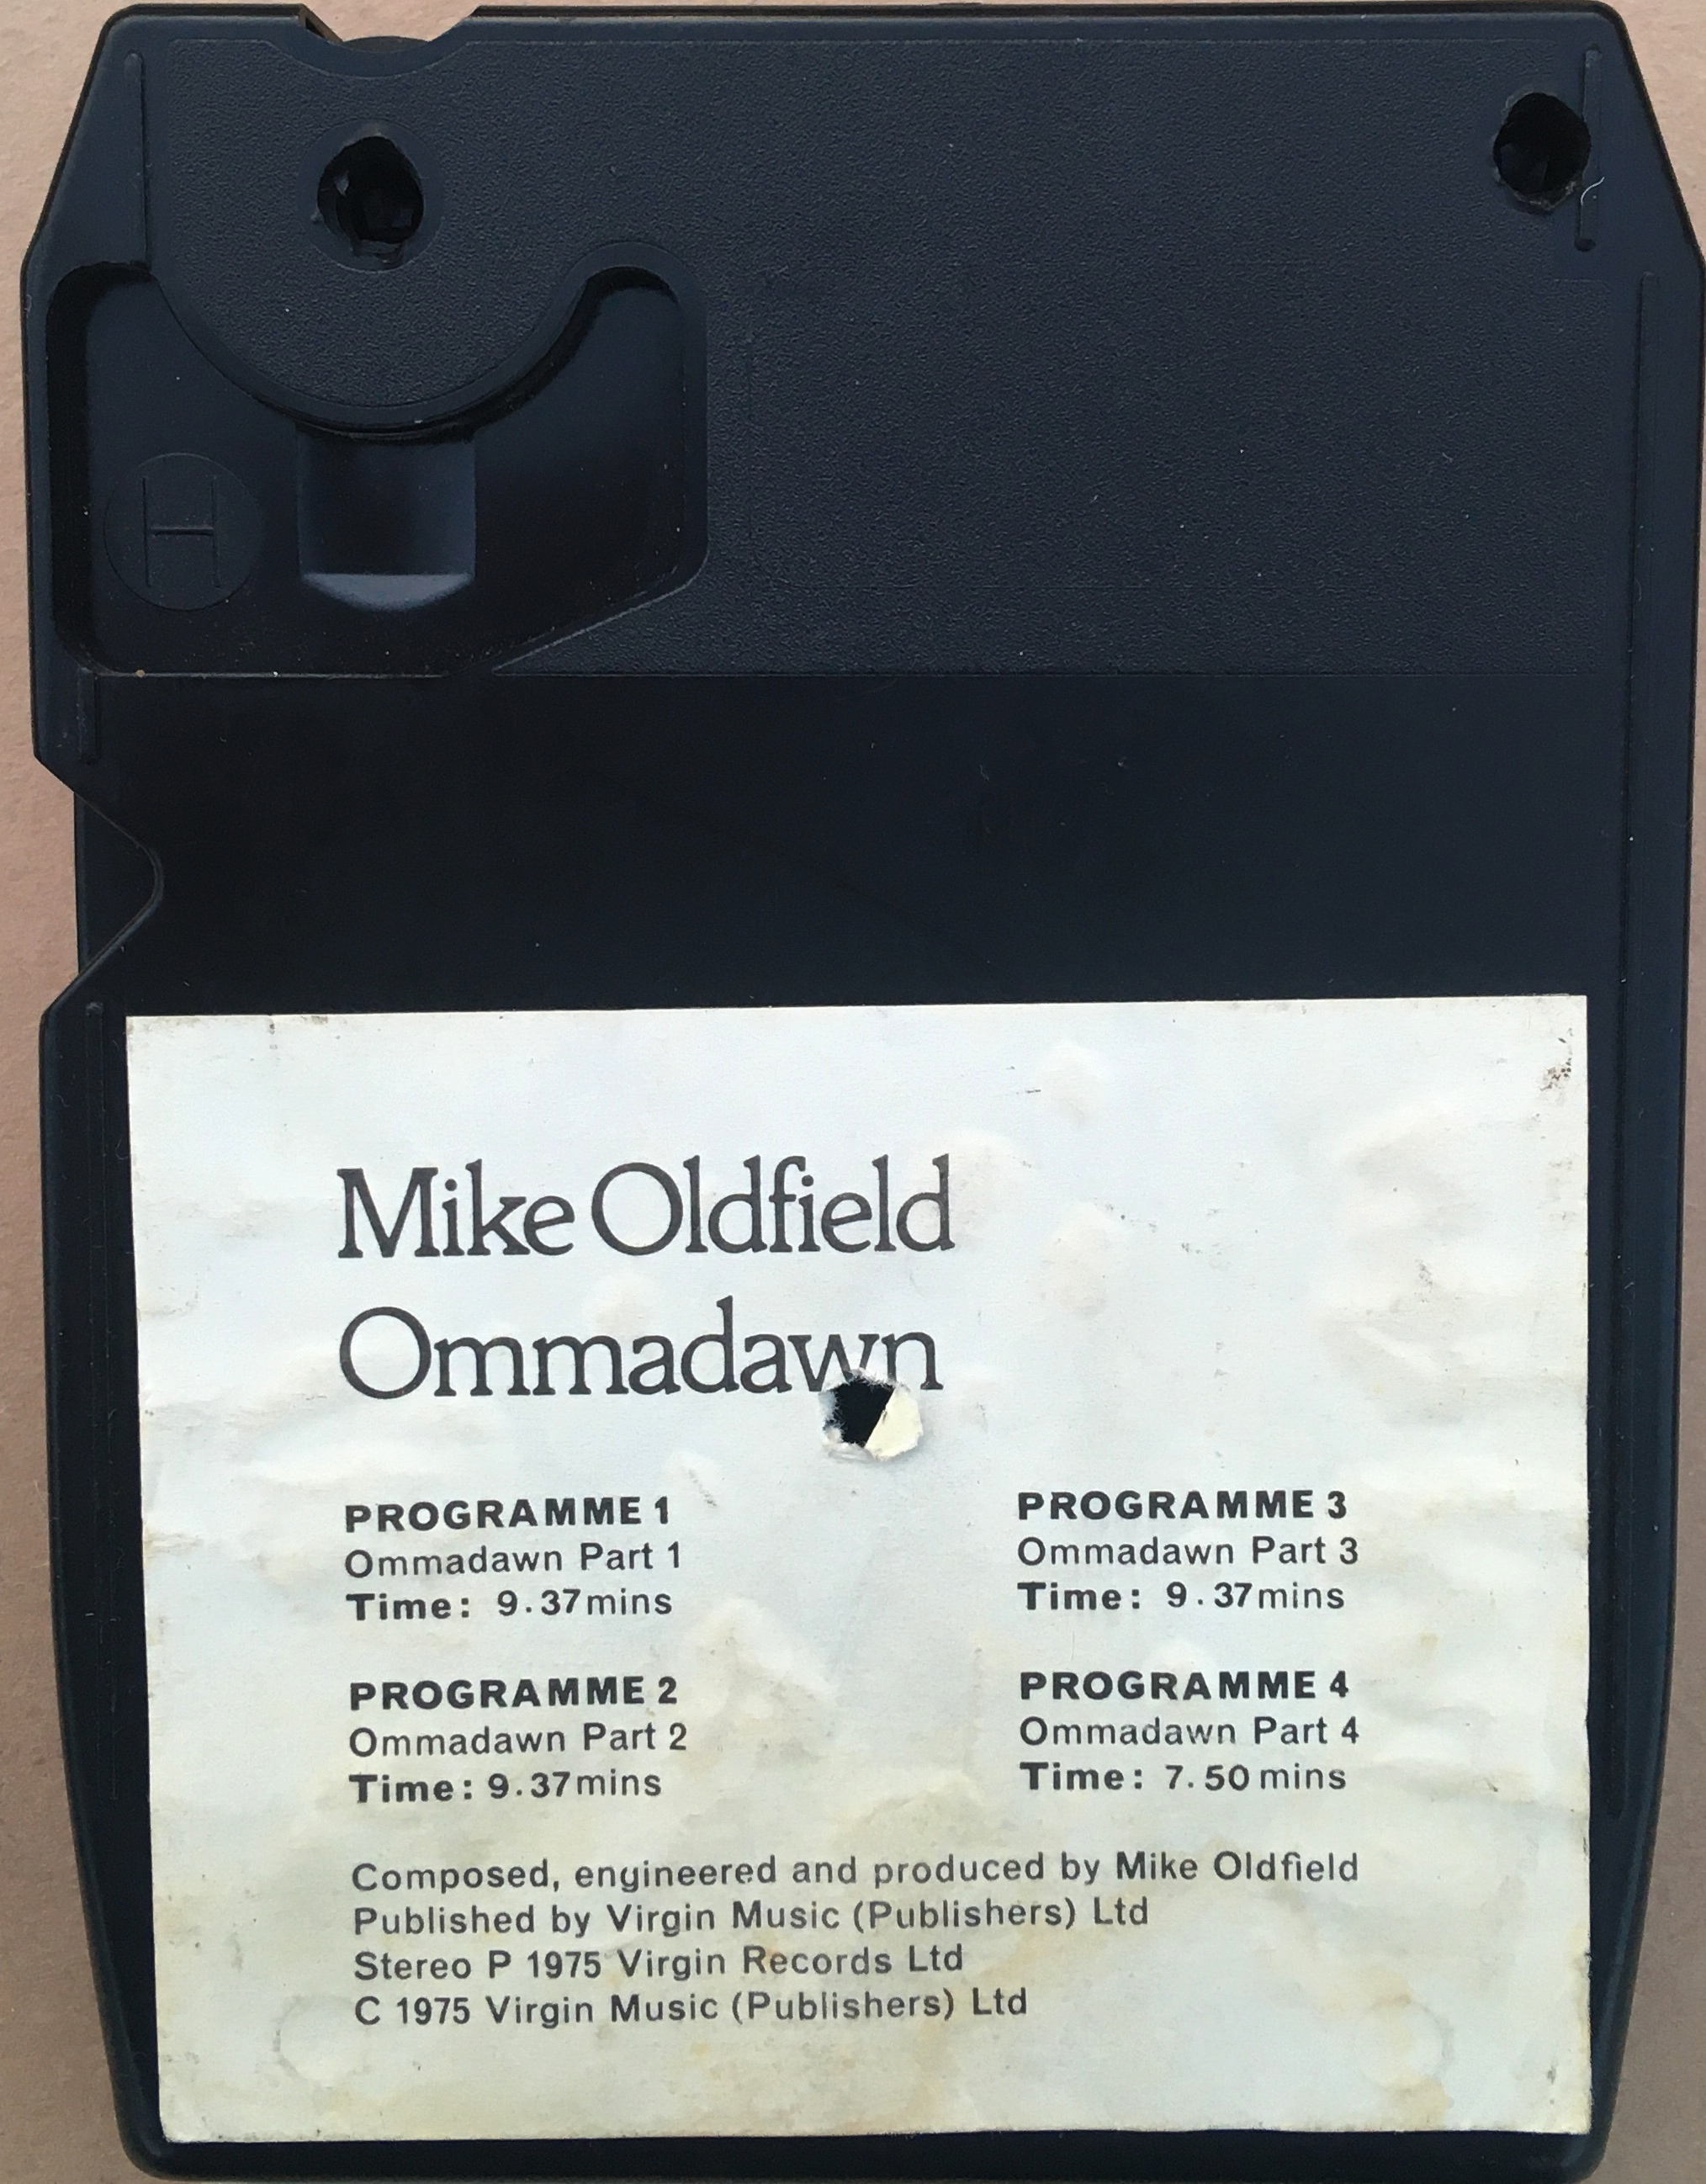 H
Mike Oldfield
Ommadawn
PROGRAMME 1
Ommadawn Part 1
Time: 9.37mins
PROGRAMME 2
Ommadawn Part 2
Time: 9.37mins
PROGRAMME 3
Ommadawn Part 3
Time: 9.37mins
PROGRAMME 4
Ommadawn Part 4
Time: 7.50mins
Composed, engineered and produced by Mike Oldfield
Published by Virgin Music (Publishers) Ltd
Stereo P 1975 Virgin Records Ltd
C 1975 Virgin Music (Publishers) Ltd